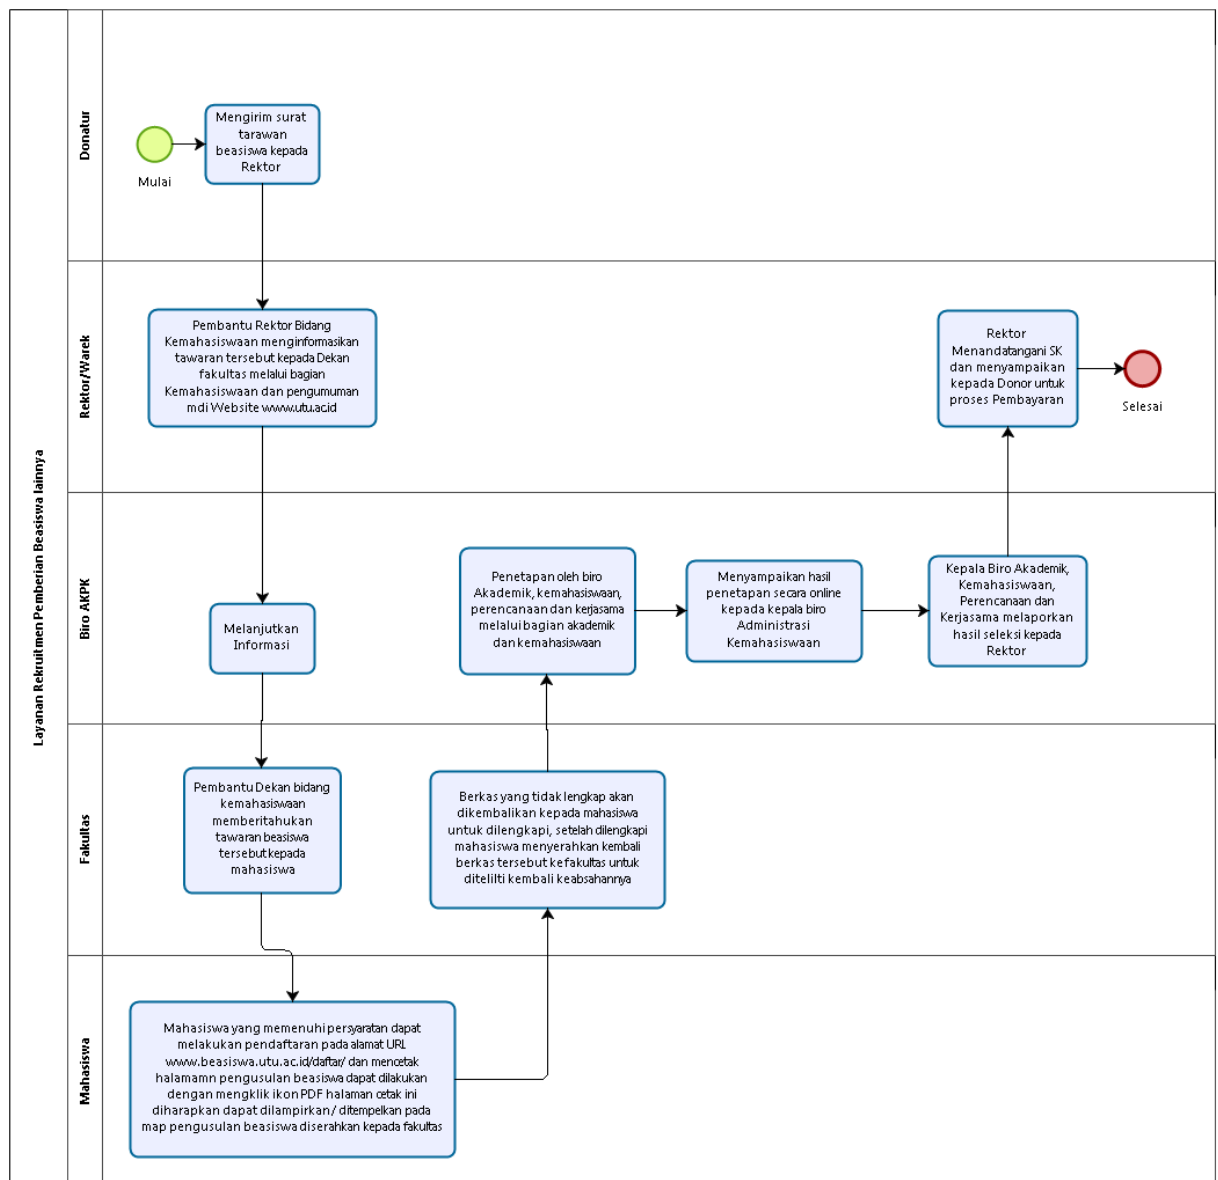 Layanan Rekruitmen Pemberian Beasiswa lainnya
Donatur
Mulai
Mengirim surat
tarawan
beasiswa kepada
Rektor
Rektor/Warek
Pembantu Rektor Bidang
Kemahasiswaan menginformasikan
tawaran tersebut kepada Dekan
fakultas melalui bagian
Kemahasiswaan dan pengumuman
mdi Website www.utu.ac.id
Rektor
Menandatangani SK
dan menyampaikan
kepada Donor untuk
proses Pembayaran
Selesai
Biro AKPK
Melanjutkan
Informasi
Penetapan oleh biro
Akademik, kemahasiswaan,
perencanaan dan kerjasama
melalui bagian akademik
dan kemahasiswaan
Menyampaikan hasil
penetapan secara online
kepada kepala biro
Administrasi
Kemahasiswaan
Kepala Biro Akademik,
Kemahasiswaan,
Perencanaan dan
Kerjasama melaporkan
hasil seleksi kepada
Rektor
Fakultas
Pembantu Dekan bidang
kemahasiswaan
memberitahukan
tawaran beasiswa
tersebut kepada
mahasiswa
Berkas yang tidak lengkap akan
dikembalikan kepada mahasiswa
untuk dilengkapi, setelah dilengkapi
mahasiswa menyerahkan kembali
berkas tersebut ke fakultas untuk
ditelilti kembali keabsahannya
Mahasiswa
Mahasiswa yang memenuhi persyaratan dapat
melakukan pendaftaran pada alamat URL
www.beasiswa.utu.ac.id/daftar/ dan mencetak
halamamn pengusulan beasiswa dapat dilakukan
dengan mengklik ikon PDF halaman cetak ini
diharapkan dapat dilampirkan/ ditempelkan pada
map pengusulan beasiswa diserahkan kepada fakultas